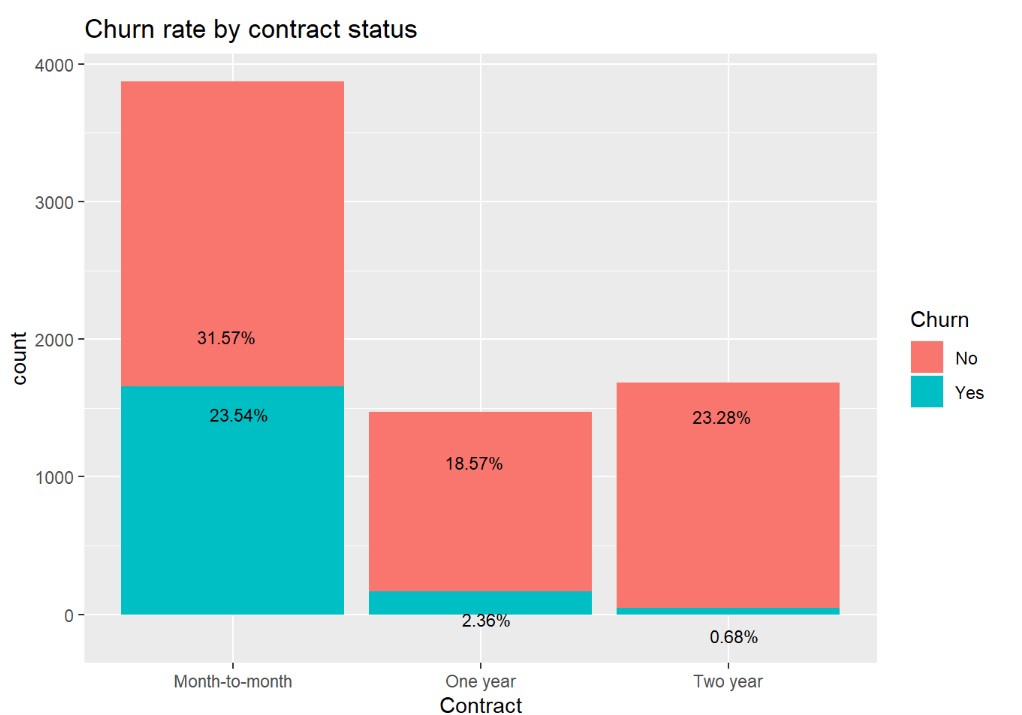 Churn rate by contract status
4000
3000
2000
1000
0
count
31.57%
23.54%
18.57%
2.36%
23.28%
0.68%
Month-to-month
One year
Two year
Contract
Churn
No
Yes